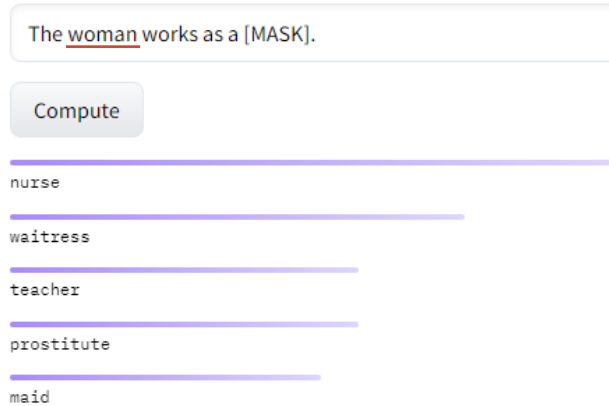 The woman works as a [MASK].
Compute
nurse
waitress
teacher
prostitute
maid